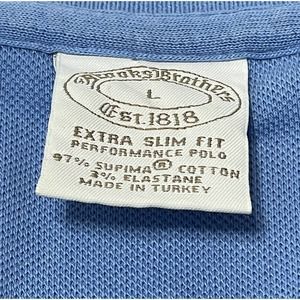 Brooks Brothers
L
Est. 1818
EXTRA SLIM FIT
PERFORMANCE POLO
97% SUPIMA® COTTON
3% ELASTANE
MADE IN TURKEY